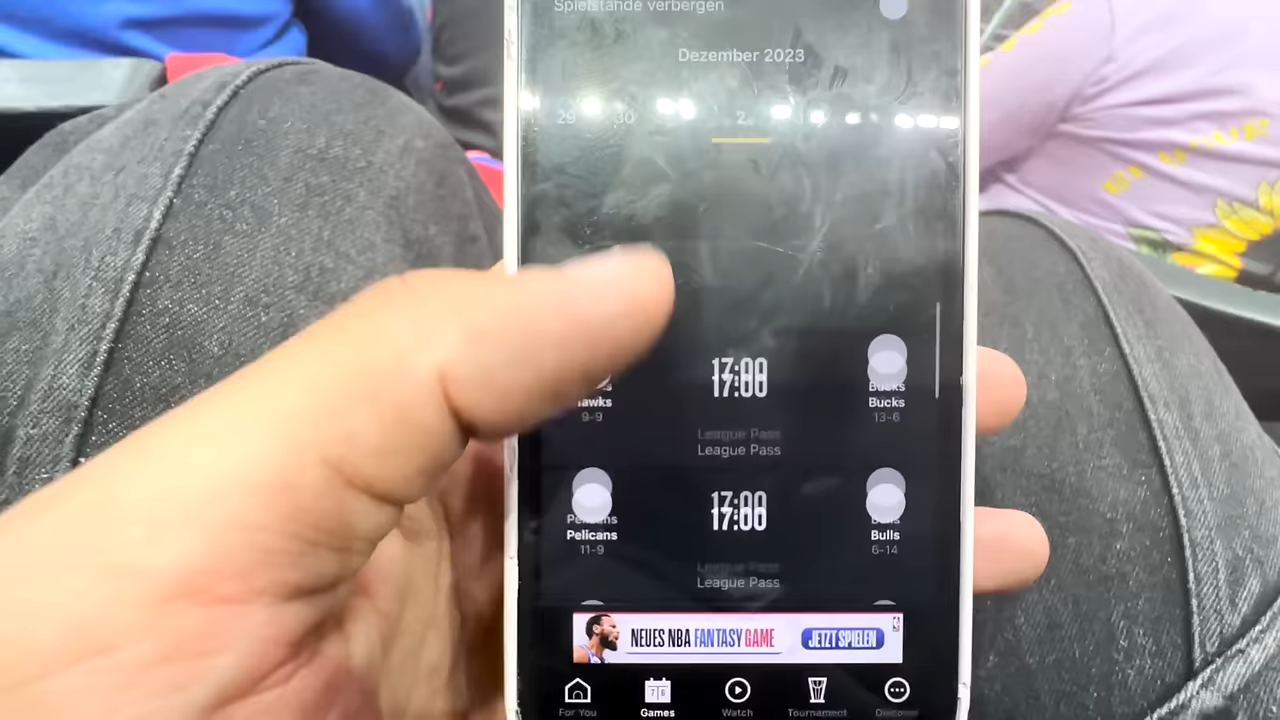 Spielstände verbergen
Dezember 2023
29 30 2
17:00
Hawks Bucks
9-9 13-6
League Pass
17:00
Pelicans Bulls
11-9 6-14
League Pass
NEUES NBA FANTASY GAME JETZT SPIELEN
For You Games Watch Tournament Discover